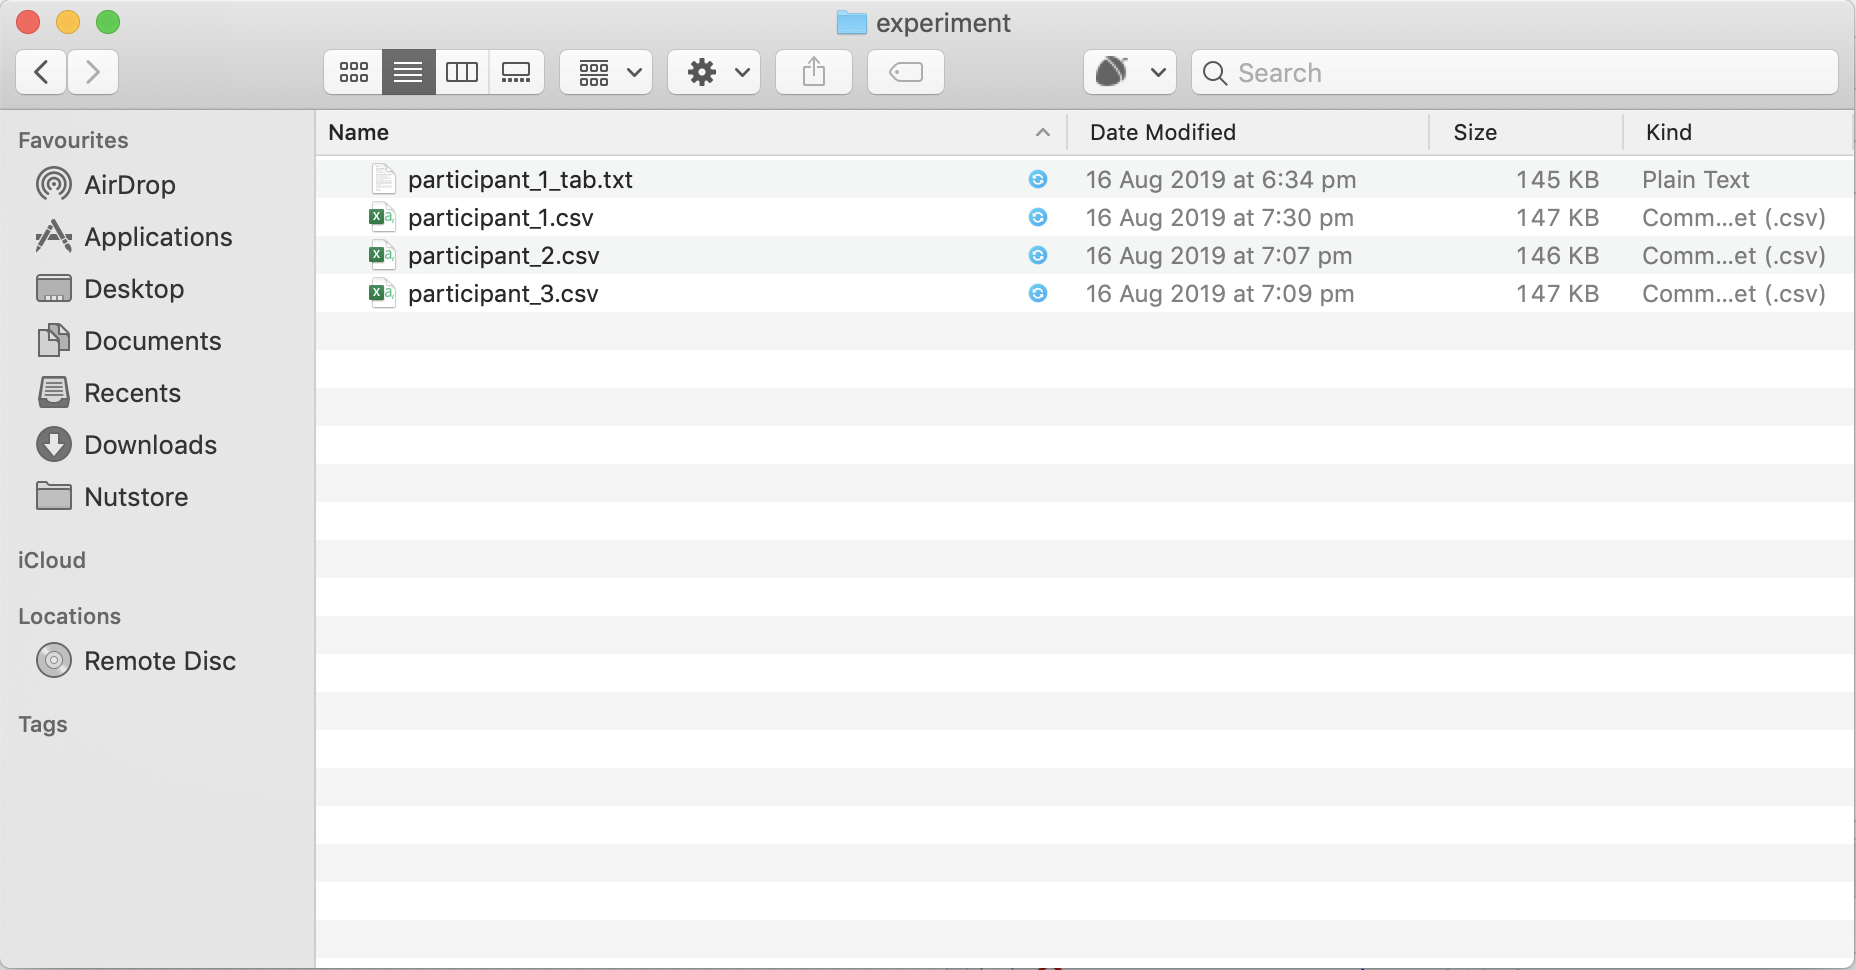 experiment
Search
Favourites
AirDrop
Applications
Desktop
Documents
Recents
Downloads
Nutstore
iCloud
Locations
Remote Disc
Tags
Name Date Modified Size Kind
participant_1_tab.txt 16 Aug 2019 at 6:34 pm 145 KB Plain Text
participant_1.csv 16 Aug 2019 at 7:30 pm 147 KB Comm...et (.csv)
participant_2.csv 16 Aug 2019 at 7:07 pm 146 KB Comm...et (.csv)
participant_3.csv 16 Aug 2019 at 7:09 pm 147 KB Comm...et (.csv)